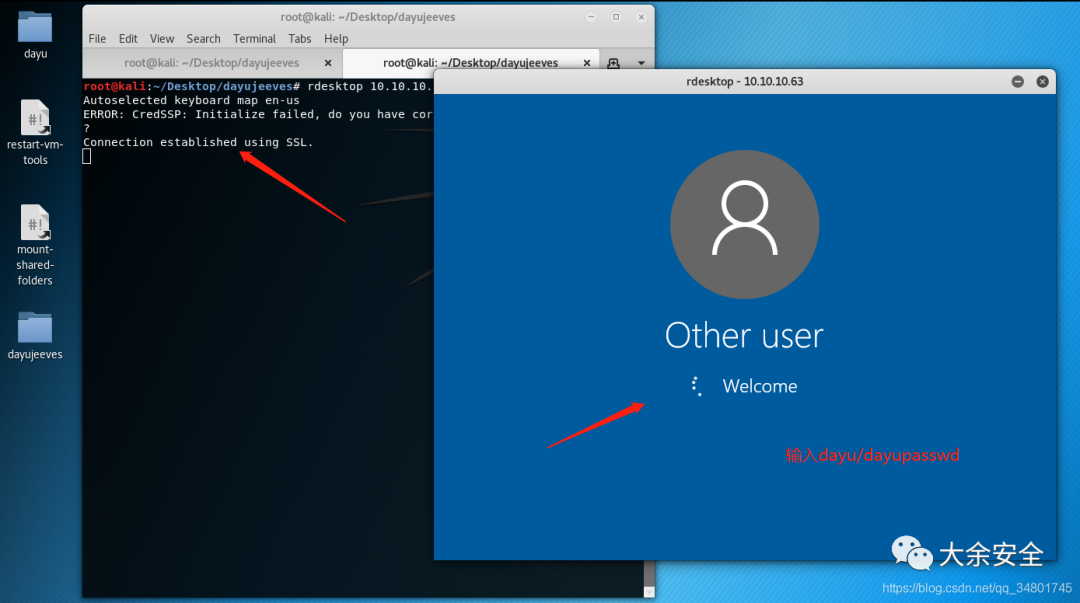 dayu
restart-vm-
tools
mount-
shared-
folders
dayujeeves
root@kali: ~/Desktop/dayujeeves
File Edit View Search Terminal Tabs Help
root@kali: ~/Desktop/dayujeeves
root@kali: ~/Desktop/dayujeeves
root@kali:~/Desktop/dayujeeves# rdesktop 10.10.10.
Autoselected keyboard map en-us
ERROR: CredSSP: Initialize failed, do you have cor
?
Connection established using SSL.
rdesktop - 10.10.10.63
Other user
Welcome
输入dayu/dayupasswd
大余安全
https://blog.csdn.net/qq_34801745